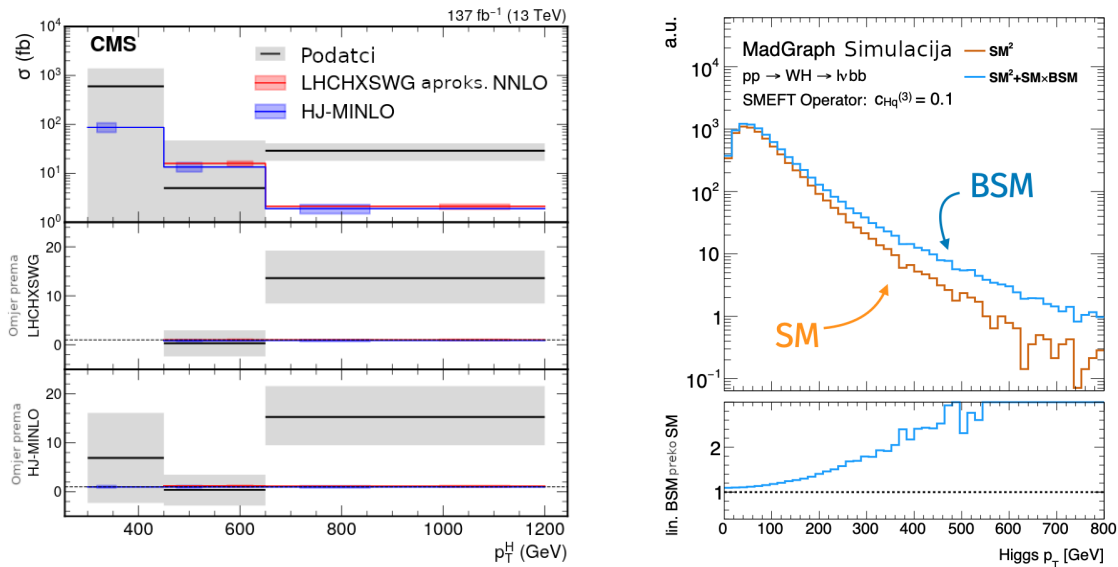 137 fb⁻¹ (13 TeV)
CMS
Podatci
LHCHXSWG aproks. NNLO
HJ-MINLO
σ (fb)
10⁴
10³
10²
10¹
10⁰
Omjer prema
LHCHXSWG
20
10
0
Omjer prema
HJ-MINLO
20
10
0
400 600 800 1000 1200
p_T^H (GeV)
a.u.
MadGraph Simulacija
pp → WH → lνbb
SMEFT Operator: c_Hq⁽³⁾ = 0.1
SM²
SM²+SM×BSM
10⁴
10³
10²
10
1
10⁻¹
BSM
SM
lin. BSM preko SM
2
1
0 100 200 300 400 500 600 700 800
Higgs p_T [GeV]